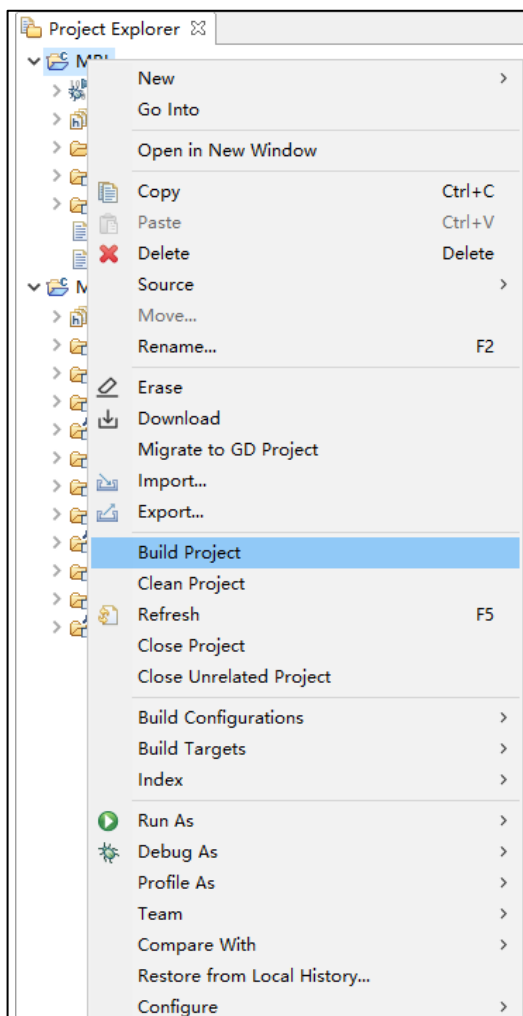 Project Explorer
New
Go Into
Open in New Window
Copy Ctrl+C
Paste Ctrl+V
Delete Delete
Source
Move...
Rename... F2
Erase
Download
Migrate to GD Project
Import...
Export...
Build Project
Clean Project
Refresh F5
Close Project
Close Unrelated Project
Build Configurations
Build Targets
Index
Run As
Debug As
Profile As
Team
Compare With
Restore from Local History...
Configure